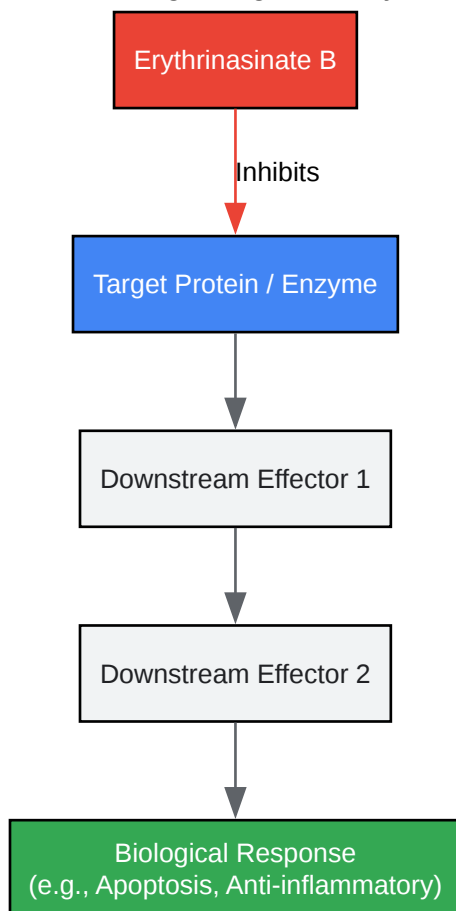 Erythrinasinate B
Inhibits
Target Protein / Enzyme
Downstream Effector 1
Downstream Effector 2
Biological Response
(e.g., Apoptosis, Anti-inflammatory)